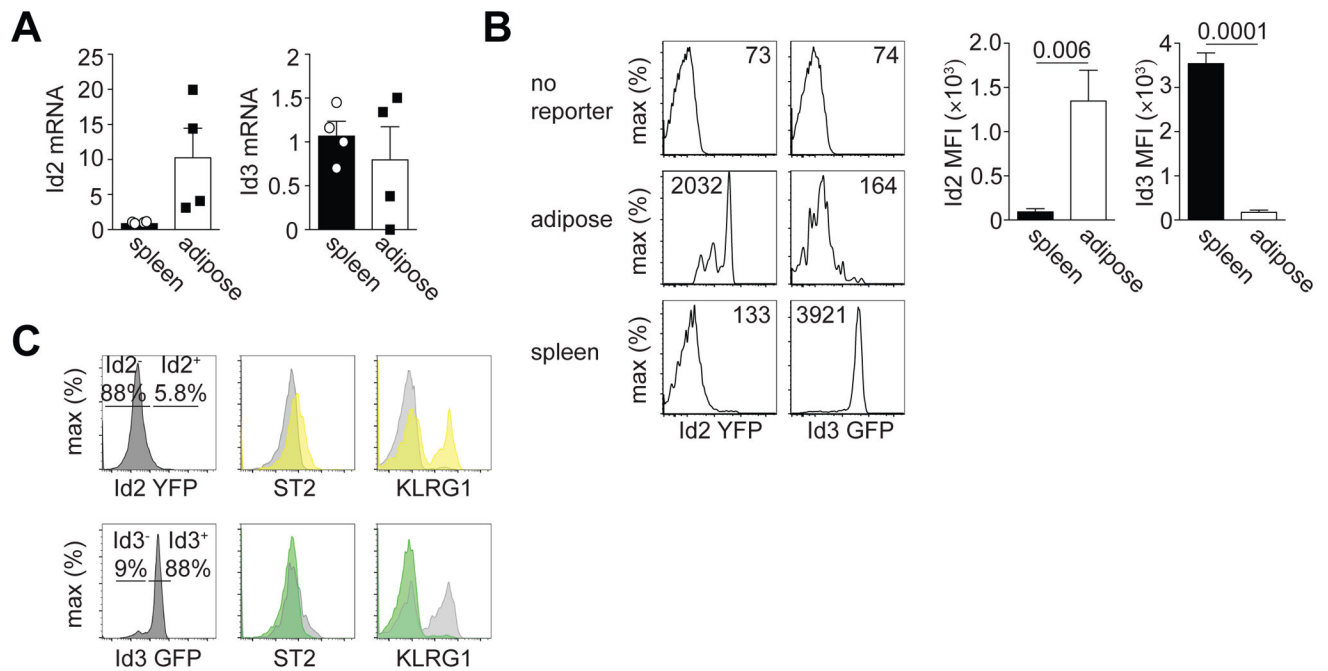 A
Id2 mRNA
25
20
15
10
5
0
spleen
adipose
Id3 mRNA
2
1.5
1
0.5
0
spleen
adipose
B
no
reporter
max (%)
73
74
adipose
max (%)
2032
164
spleen
max (%)
133
3921
Id2 YFP
Id3 GFP
Id2 MFI (×10³)
2.0
1.5
1.0
0.5
0
0.006
spleen
adipose
Id3 MFI (×10³)
4
3
2
1
0
0.0001
spleen
adipose
C
max (%)
Id2⁻ Id2⁺
88% 5.8%
Id2 YFP
ST2
KLRG1
max (%)
Id3⁻ Id3⁺
9% 88%
Id3 GFP
ST2
KLRG1